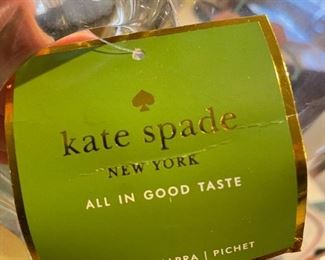 kate spade
NEW YORK
ALL IN GOOD TASTE
| PICHET